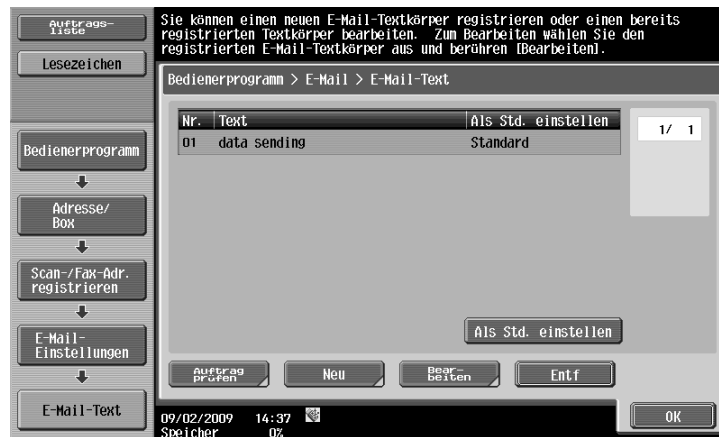 Auftrags-
liste
Lesezeichen
Bedienerprogramm
Adresse/
Box
Scan-/Fax-Adr.
registrieren
E-Mail-
Einstellungen
E-Mail-Text
Sie können einen neuen E-Mail-Textkörper registrieren oder einen bereits
registrierten Textkörper bearbeiten. Zum Bearbeiten wählen Sie den
registrierten E-Mail-Textkörper aus und berühren [Bearbeiten].
Bedienerprogramm > E-Mail > E-Mail-Text
Nr. Text Als Std. einstellen
01 data sending Standard
1/ 1
Als Std. einstellen
Auftrag
prüfen
Neu
Bear-
beiten
Entf
09/02/2009 14:37
Speicher 0%
OK